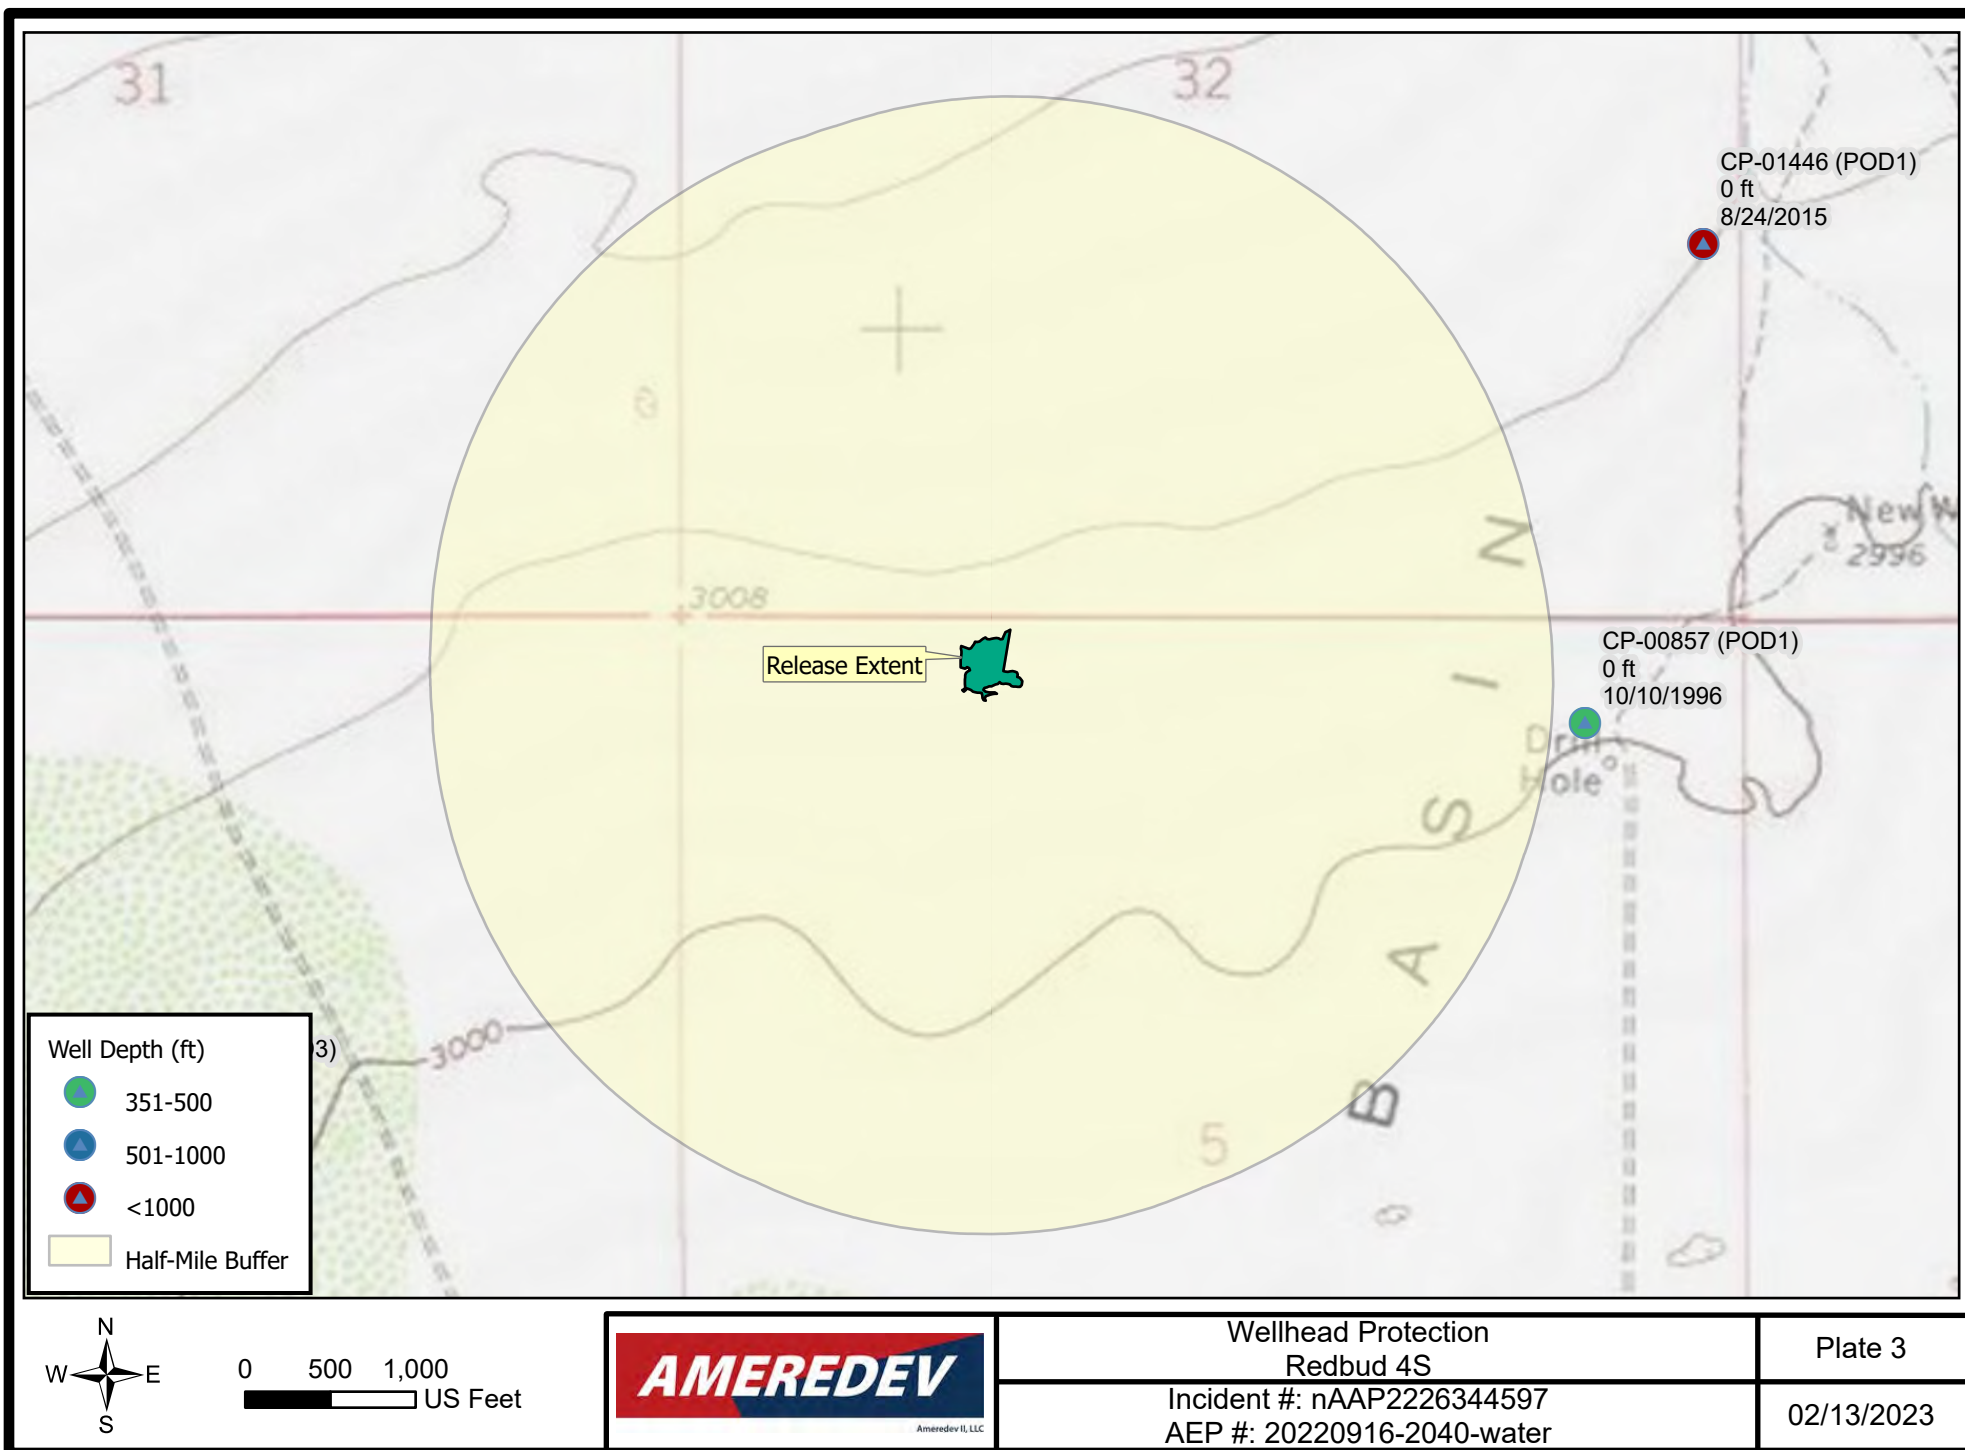 31
32
CP-01446 (POD1)
0 ft
8/24/2015
New W
2996
3008
Release Extent
CP-00857 (POD1)
0 ft
10/10/1996
Drill
Hole
B A S I N
3000
5
Well Depth (ft)
3)
351-500
501-1000
<1000
Half-Mile Buffer
N
W E
S
0 500 1,000
US Feet
AMEREDEV
Ameredev II, LLC
Wellhead Protection
Redbud 4S
Incident #: nAAP2226344597
AEP #: 20220916-2040-water
Plate 3
02/13/2023